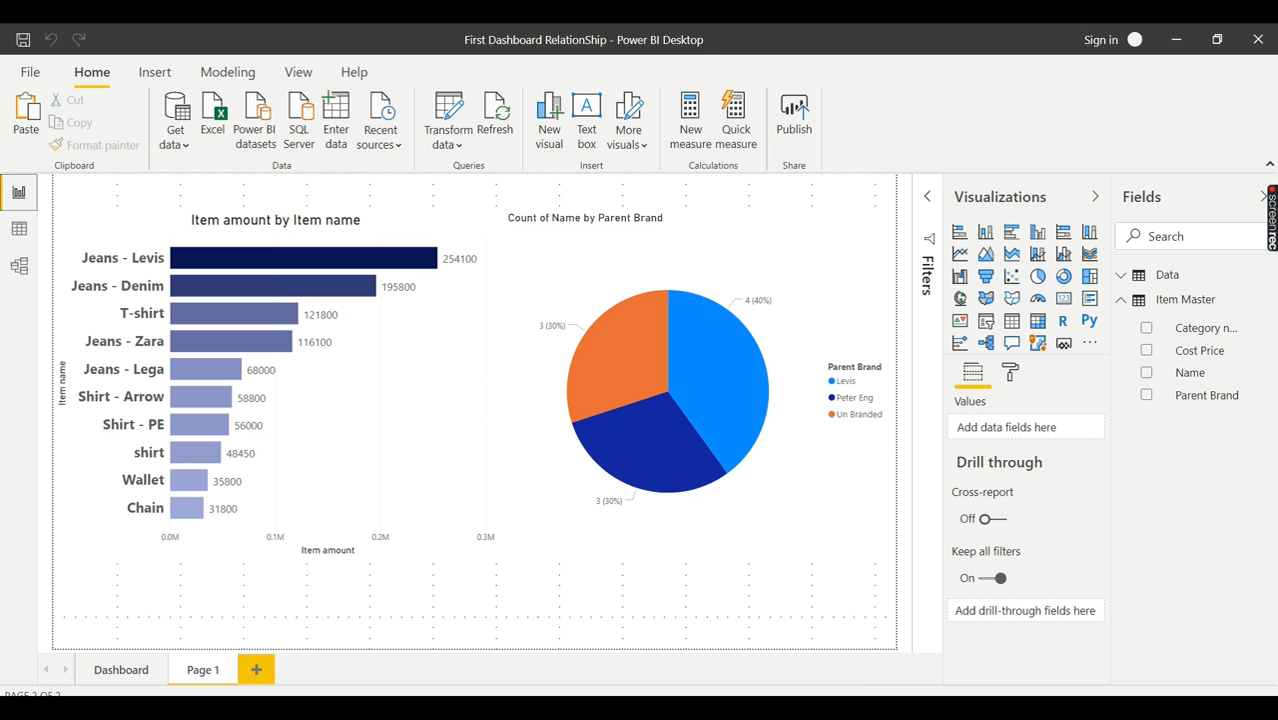 First Dashboard RelationShip - Power BI Desktop
Sign in
File Home Insert Modeling View Help
Paste
Cut
Copy
Format painter
Clipboard
Get data
Excel
Power BI datasets
SQL Server
Enter data
Recent sources
Data
Transform data
Refresh
Queries
New visual
Text box
More visuals
Insert
New measure
Quick measure
Calculations
Publish
Share
Item amount by Item name
Item name
Jeans - Levis 254100
Jeans - Denim 195800
T-shirt 121800
Jeans - Zara 116100
Jeans - Lega 68000
Shirt - Arrow 58800
Shirt - PE 56000
shirt 48450
Wallet 35800
Chain 31800
0.0M 0.1M 0.2M 0.3M
Item amount
Count of Name by Parent Brand
4 (40%)
3 (30%)
3 (30%)
Parent Brand
Levis
Peter Eng
Un Branded
Filters
Visualizations
R Py
Values
Add data fields here
Drill through
Cross-report
Off
Keep all filters
On
Add drill-through fields here
Fields
Search
Data
Item Master
Category n...
Cost Price
Name
Parent Brand
screenrec
Dashboard
Page 1
PAGE 2 OF 2